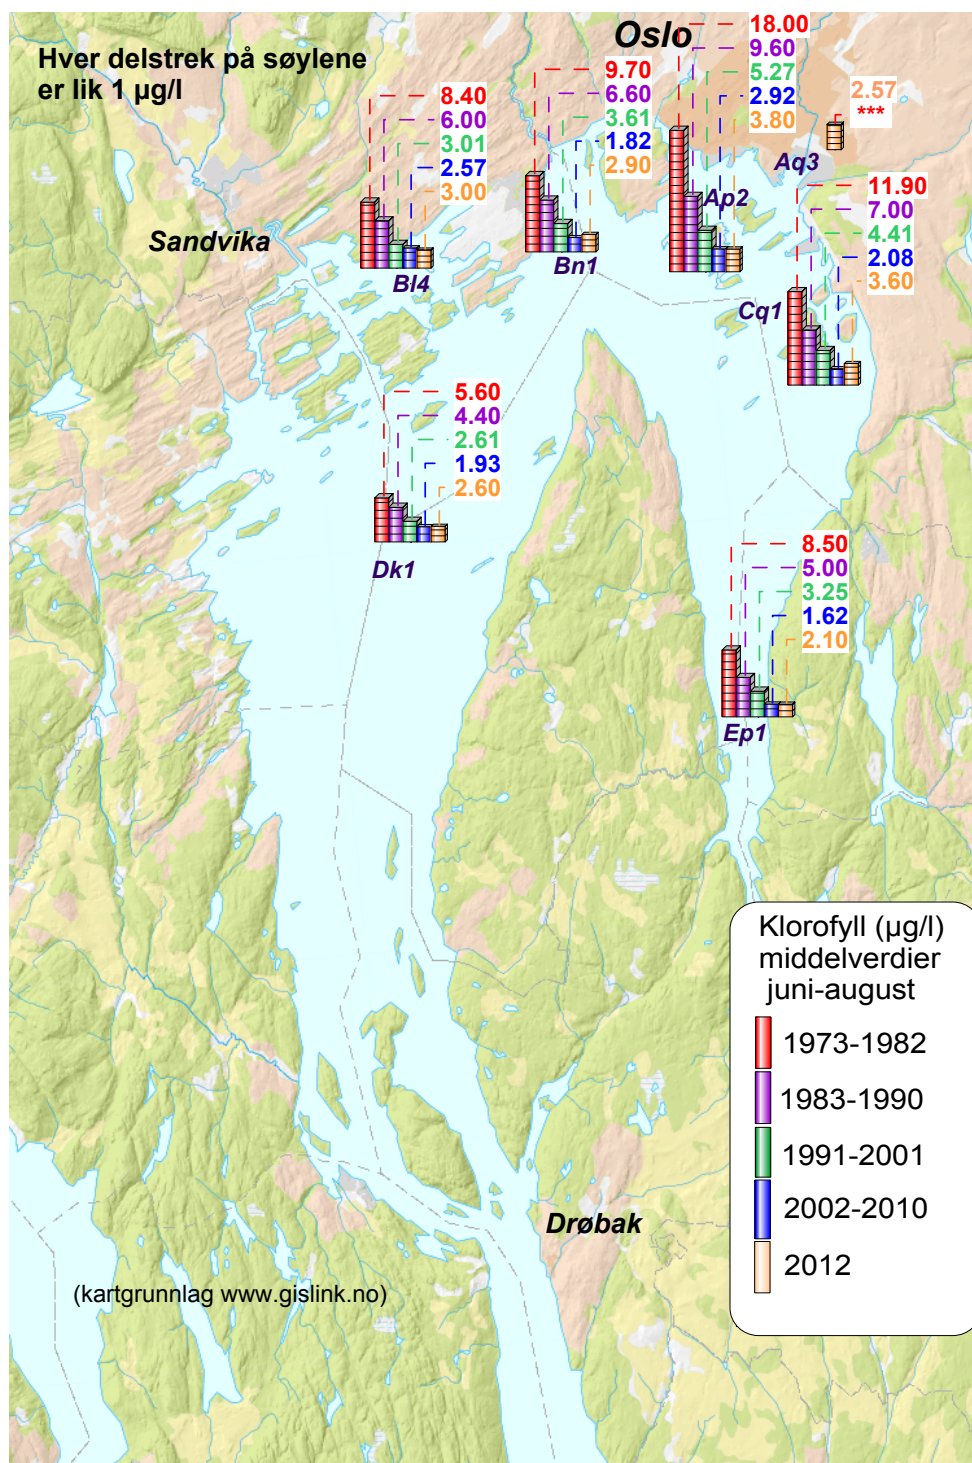 Hver delstrek på søylene
er lik 1 µg/l
Oslo
18.00
9.60
5.27
2.92
3.80
2.57
***
9.70
6.60
3.61
1.82
2.90
8.40
6.00
3.01
2.57
3.00
Aq3
Ap2
11.90
7.00
4.41
2.08
3.60
Sandvika
Bl4
Bn1
Cq1
5.60
4.40
2.61
1.93
2.60
Dk1
8.50
5.00
3.25
1.62
2.10
Ep1
Klorofyll (µg/l)
middelverdier
juni-august
1973-1982
1983-1990
1991-2001
2002-2010
2012
Drøbak
(kartgrunnlag www.gislink.no)